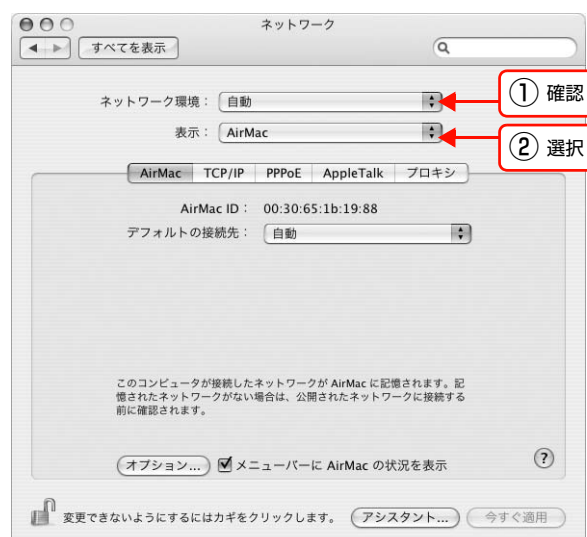 ネットワーク
すべてを表示
ネットワーク環境： 自動
① 確認
表示： AirMac
② 選択
AirMac TCP/IP PPPoE AppleTalk プロキシ
AirMac ID： 00:30:65:1b:19:88
デフォルトの接続先： 自動
このコンピュータが接続したネットワークが AirMac に記憶されます。記
憶されたネットワークがない場合は、公開されたネットワークに接続する
前に確認されます。
オプション... メニューバーに AirMac の状況を表示 ?
変更できないようにするにはカギをクリックします。 アシスタント... 今すぐ適用